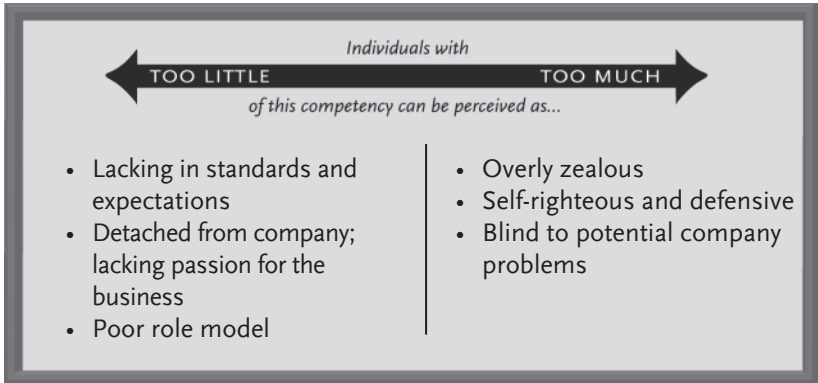 Individuals with
TOO LITTLE TOO MUCH
of this competency can be perceived as...
• Lacking in standards and
expectations
• Detached from company;
lacking passion for the
business
• Poor role model
• Overly zealous
• Self-righteous and defensive
• Blind to potential company
problems